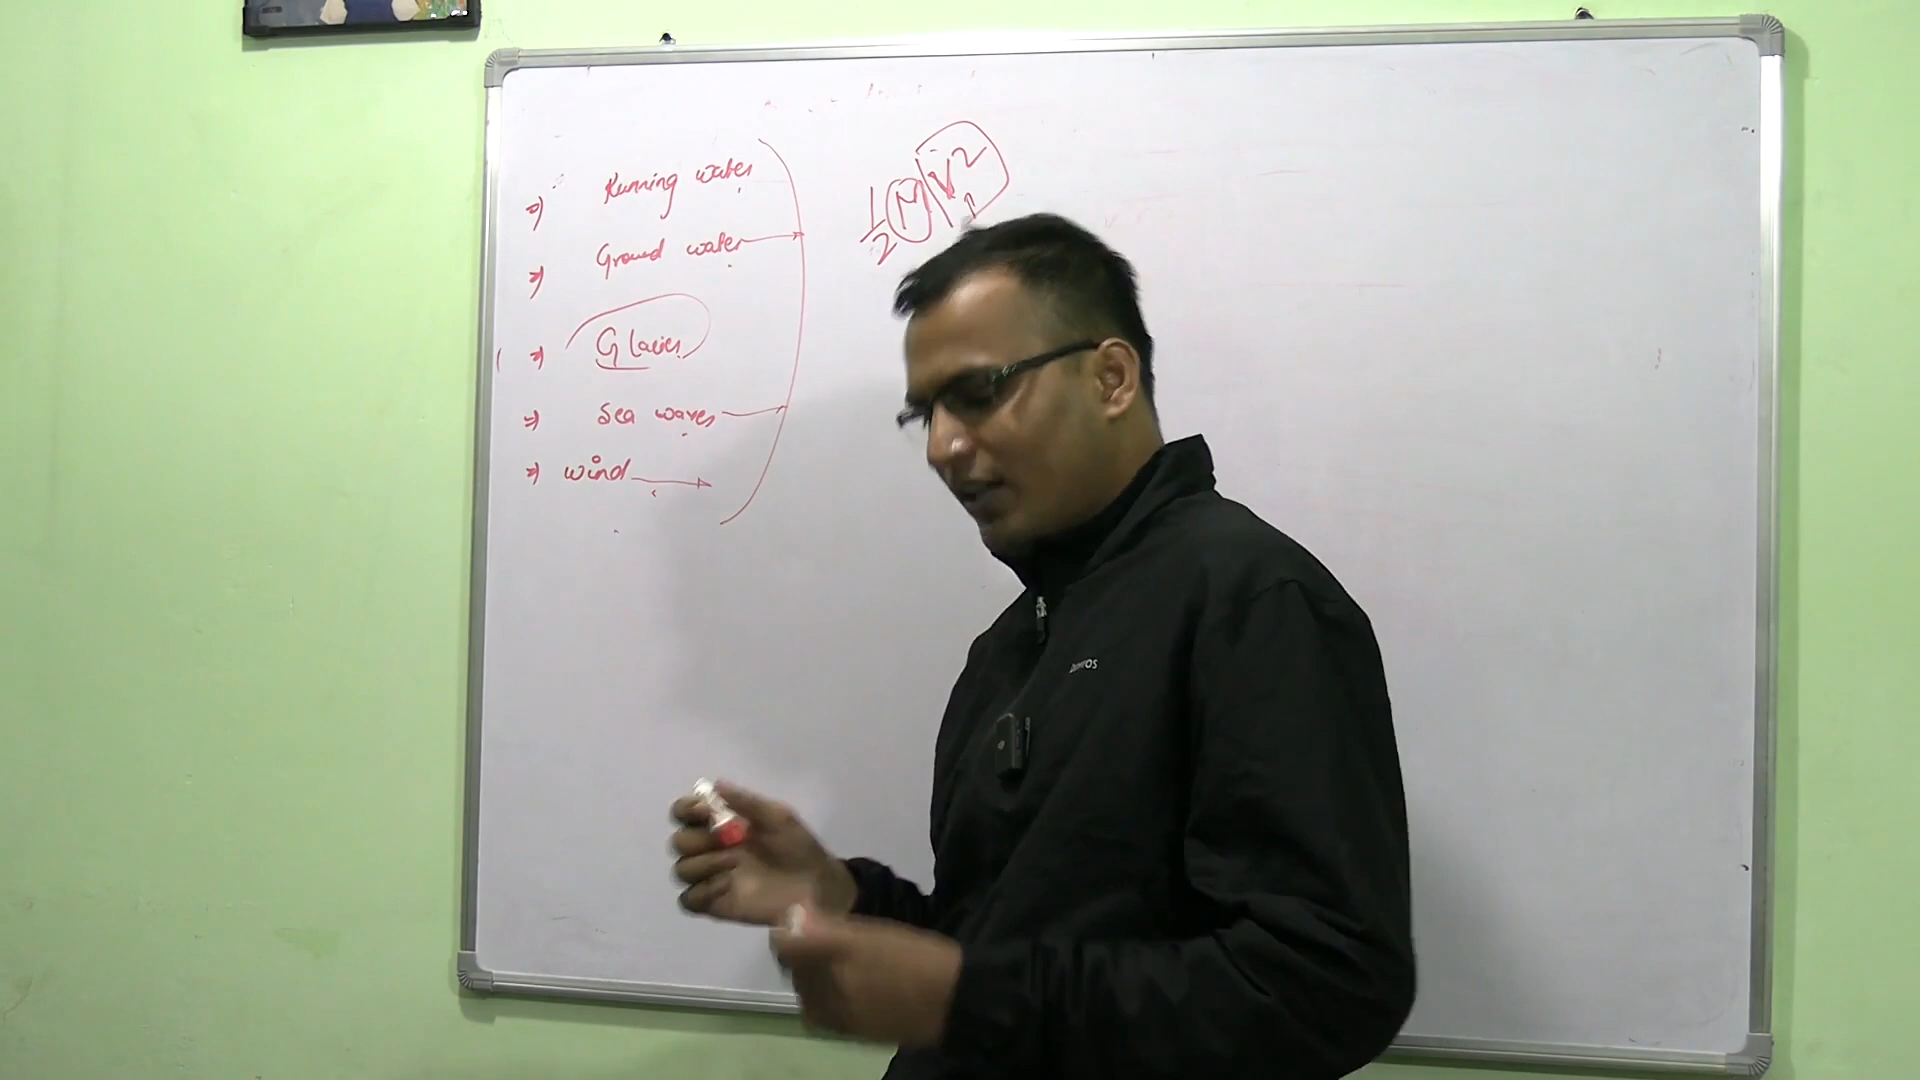 ⇒ Running water
⇒ Ground water
⇒ Glacier
⇒ Sea waves
⇒ wind
1/2 M V²